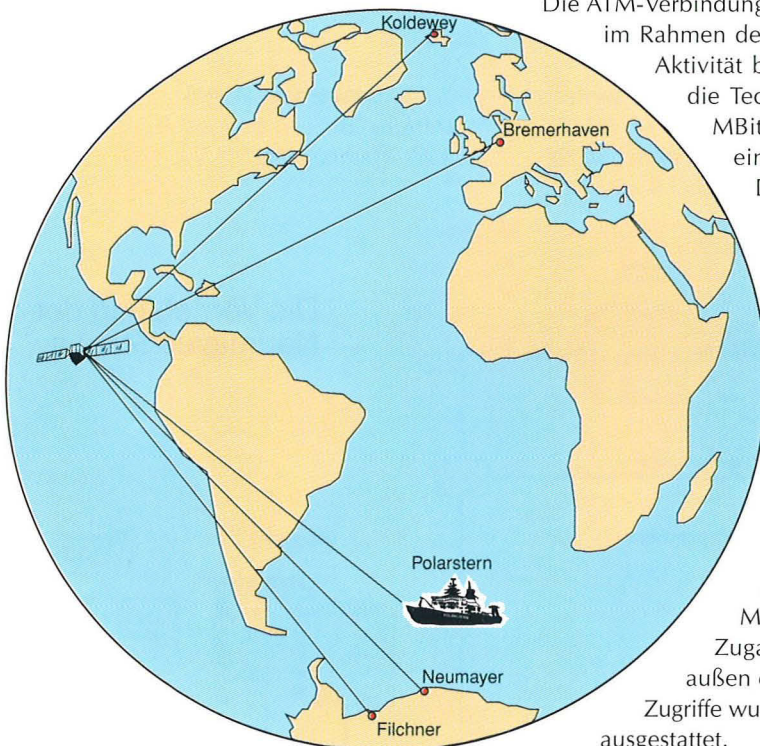 Die ATM-Verbindung
im Rahmen de
Aktivität b
die Tec
MBit
ein
Koldewey
Bremerhaven
Polarstern
Neumayer
Filchner
M
Zuga
außen
Zugriffe wu
ausgestattet.